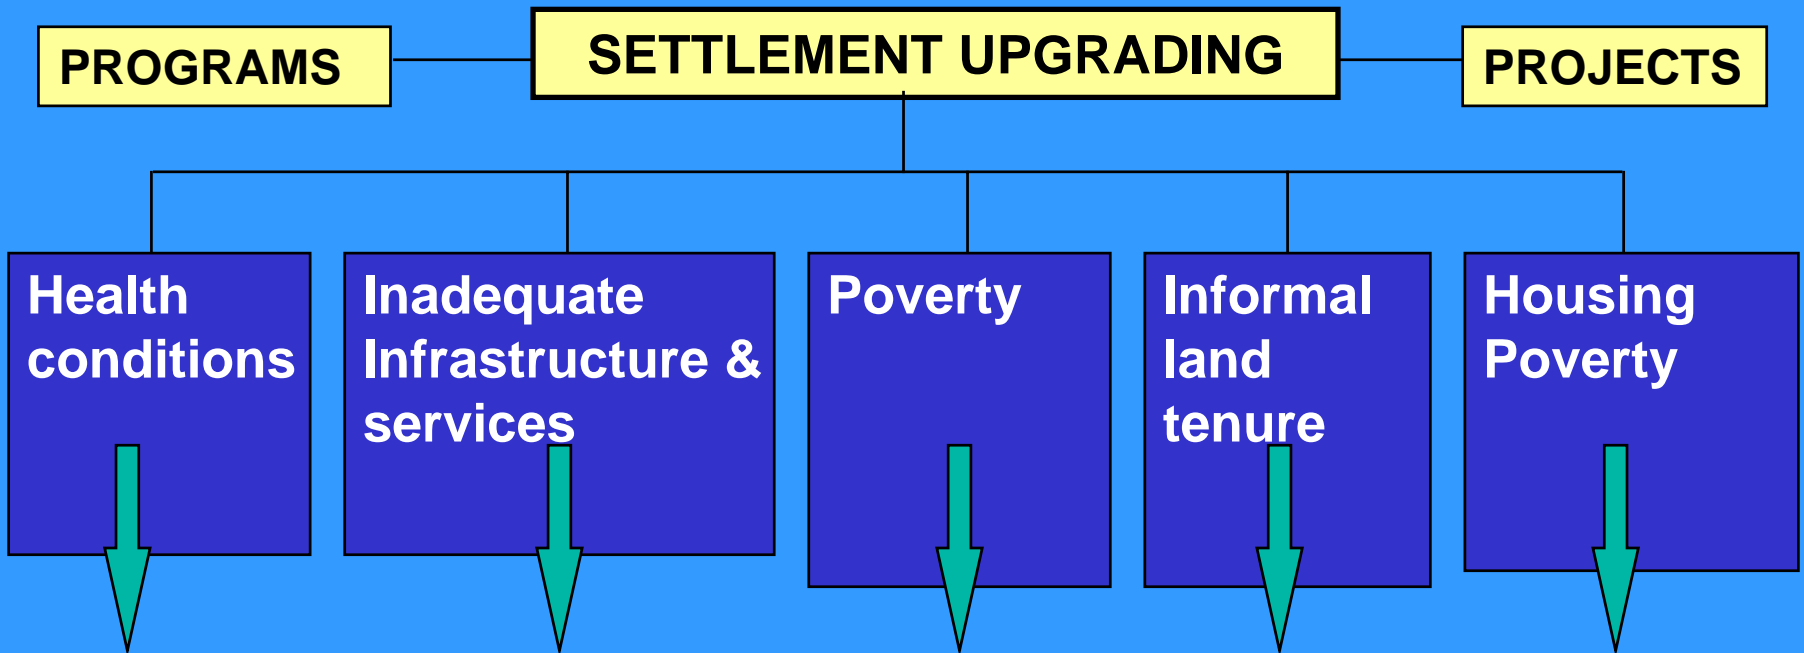 PROGRAMS
SETTLEMENT UPGRADING
PROJECTS
Health
conditions
Inadequate
Infrastructure &
services
Poverty
Informal
land
tenure
Housing
Poverty